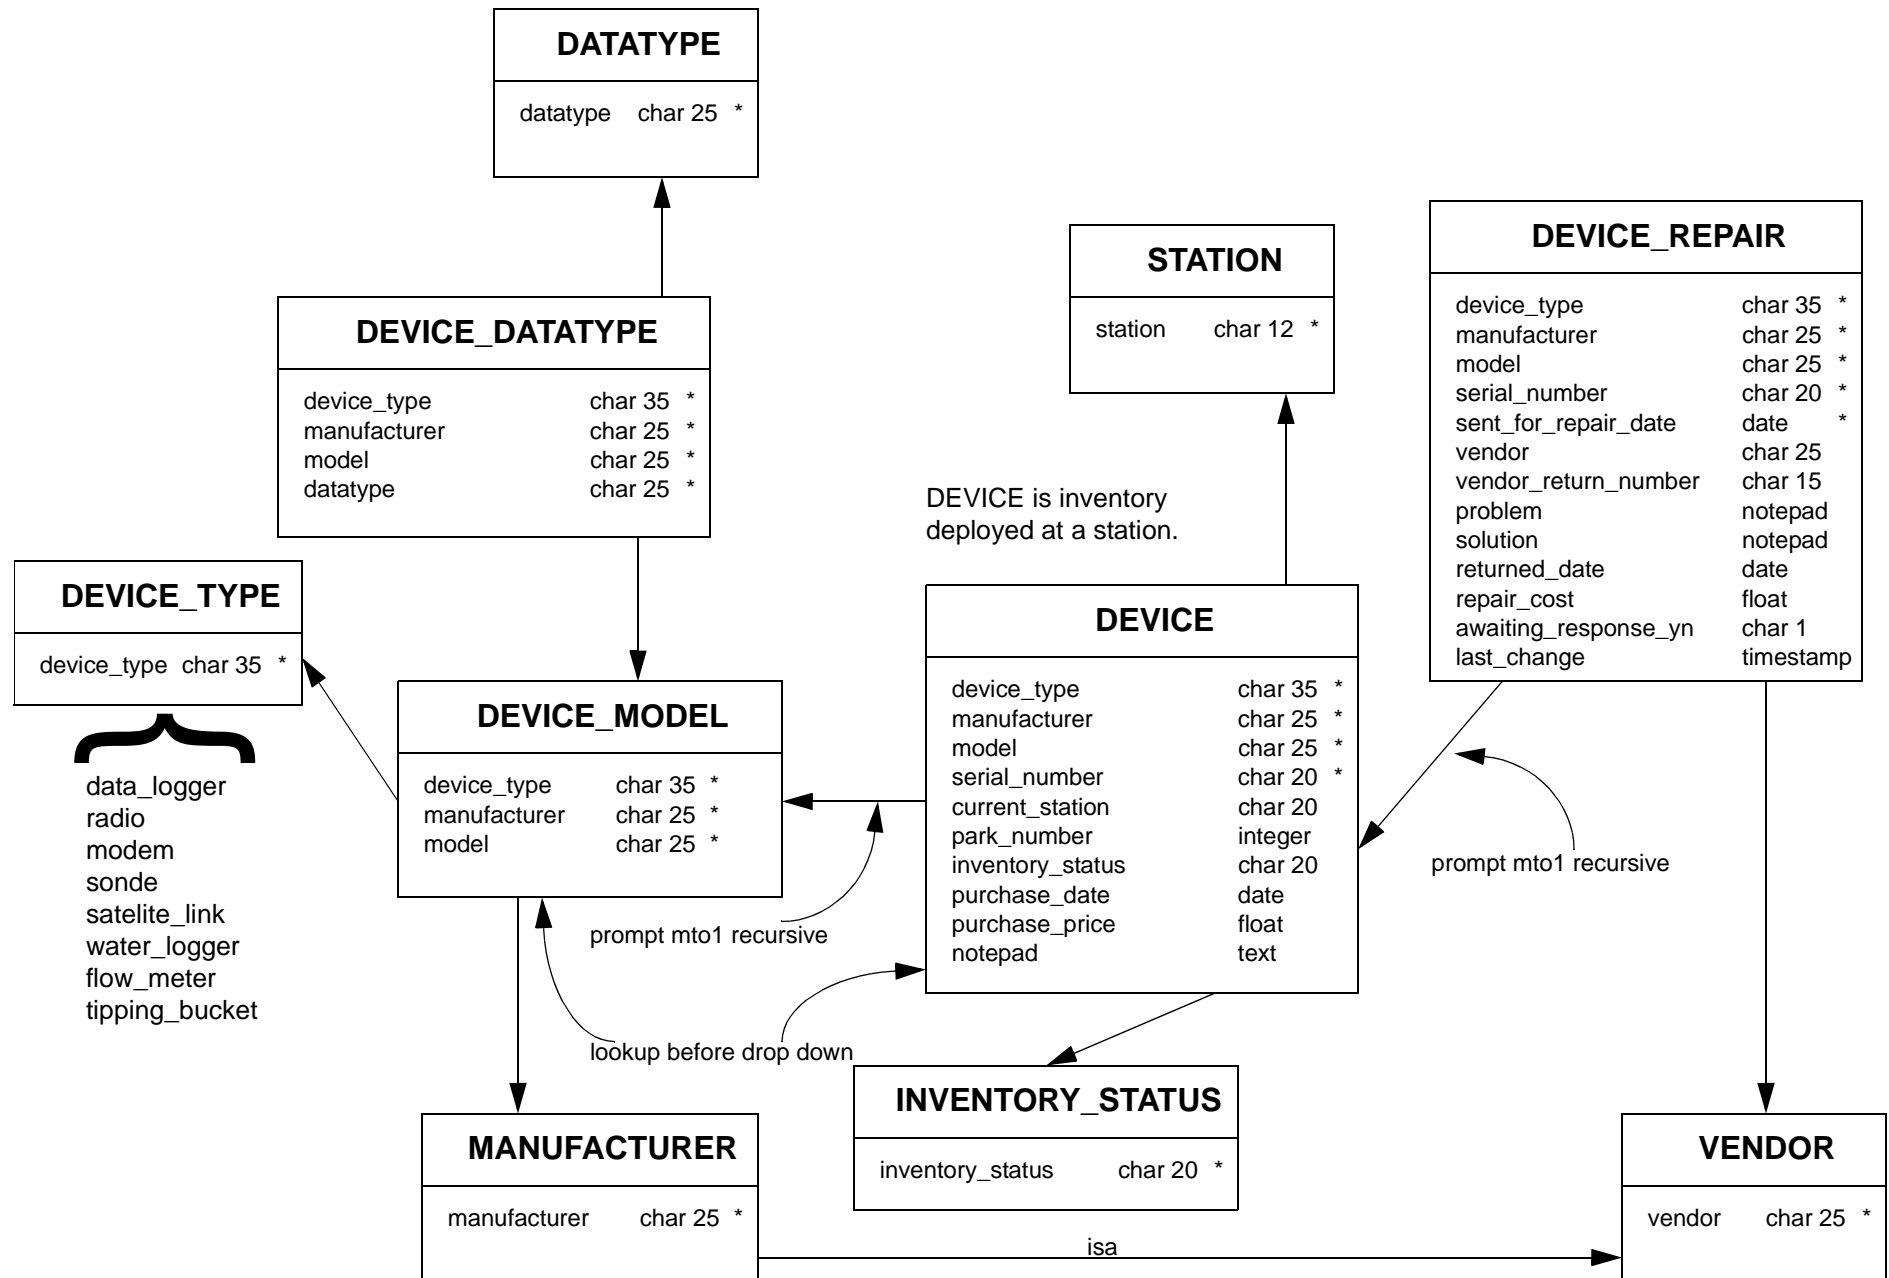 DATATYPE
datatype char 25 *
DEVICE_DATATYPE
device_type char 35 *
manufacturer char 25 *
model char 25 *
datatype char 25 *
STATION
station char 12 *
DEVICE_REPAIR
device_type char 35 *
manufacturer char 25 *
model char 25 *
serial_number char 20 *
sent_for_repair_date date *
vendor char 25
vendor_return_number char 15
problem notepad
solution notepad
returned_date date
repair_cost float
awaiting_response_yn char 1
last_change timestamp
DEVICE is inventory
deployed at a station.
DEVICE_TYPE
device_type char 35 *
data_logger
radio
modem
sonde
satelite_link
water_logger
flow_meter
tipping_bucket
DEVICE_MODEL
device_type char 35 *
manufacturer char 25 *
model char 25 *
DEVICE
device_type char 35 *
manufacturer char 25 *
model char 25 *
serial_number char 20 *
current_station char 20
park_number integer
inventory_status char 20
purchase_date date
purchase_price float
notepad text
prompt mto1 recursive
prompt mto1 recursive
lookup before drop down
INVENTORY_STATUS
inventory_status char 20 *
MANUFACTURER
manufacturer char 25 *
isa
VENDOR
vendor char 25 *